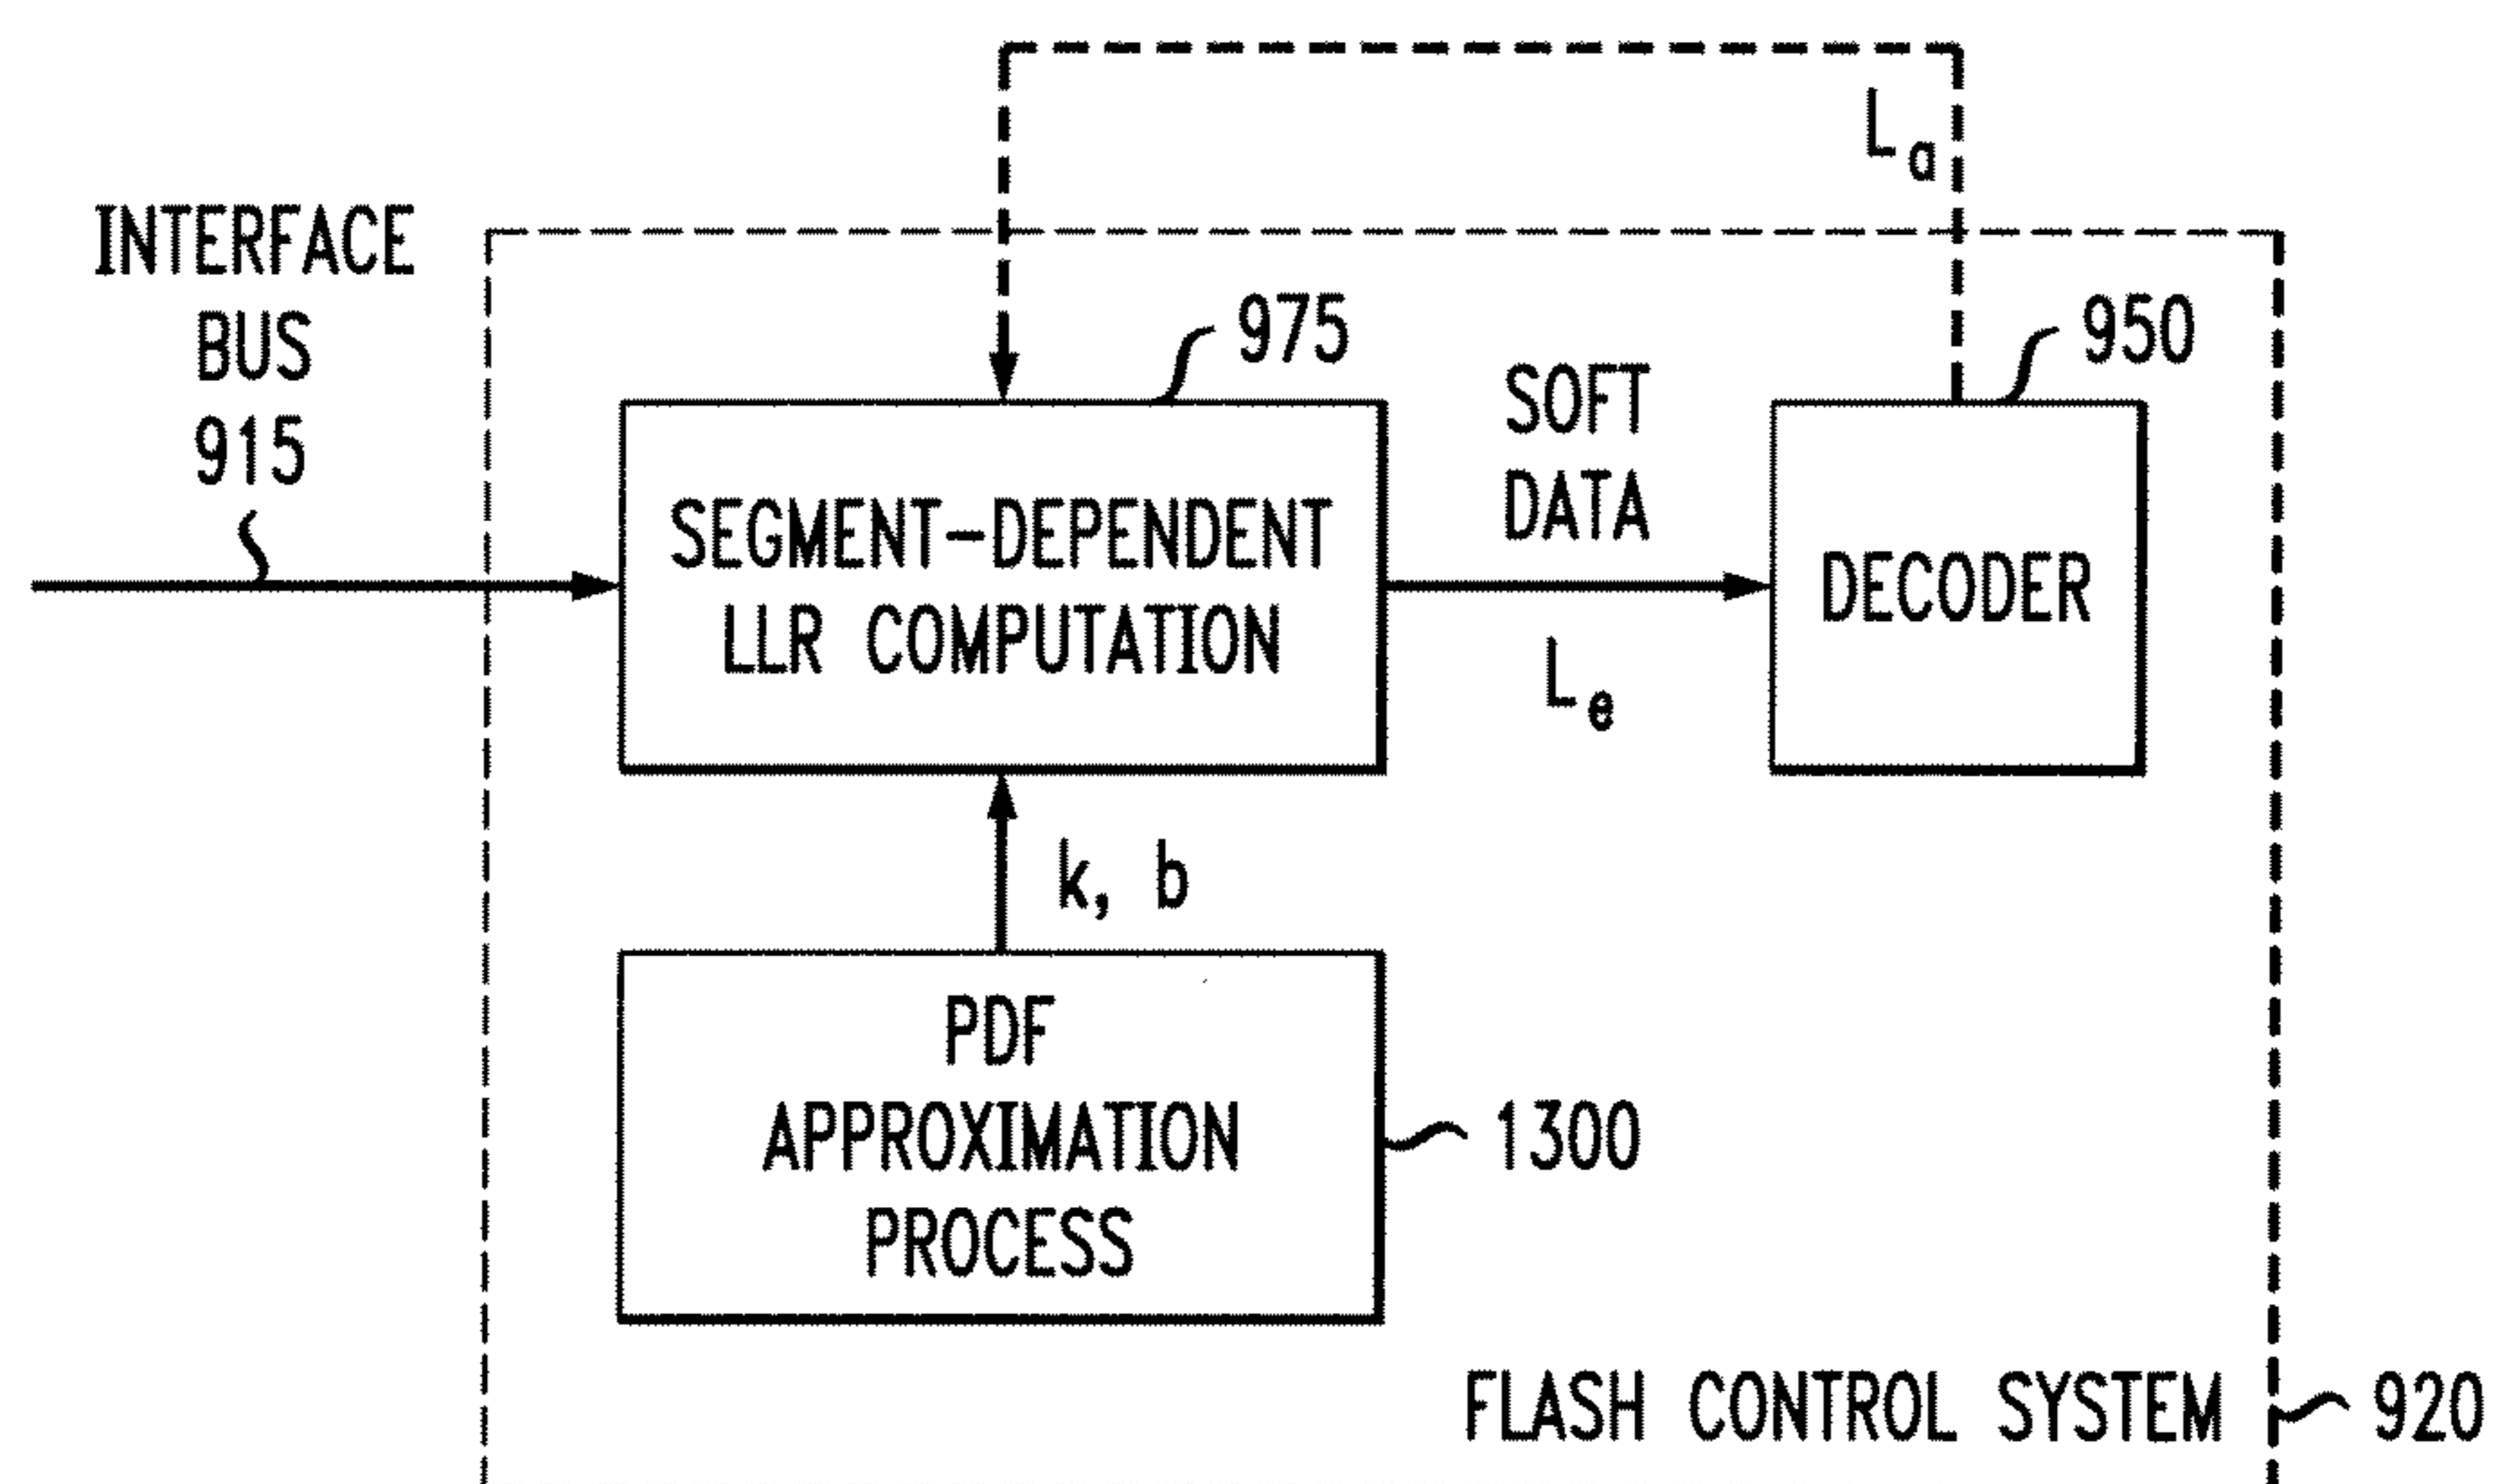 L a
INTERFACE
BUS
915
975
950
SOFT
DATA
SEGMENT-DEPENDENT
LLR COMPUTATION
DECODER
L e
k, b
PDF
APPROXIMATION
PROCESS
1300
FLASH CONTROL SYSTEM
920